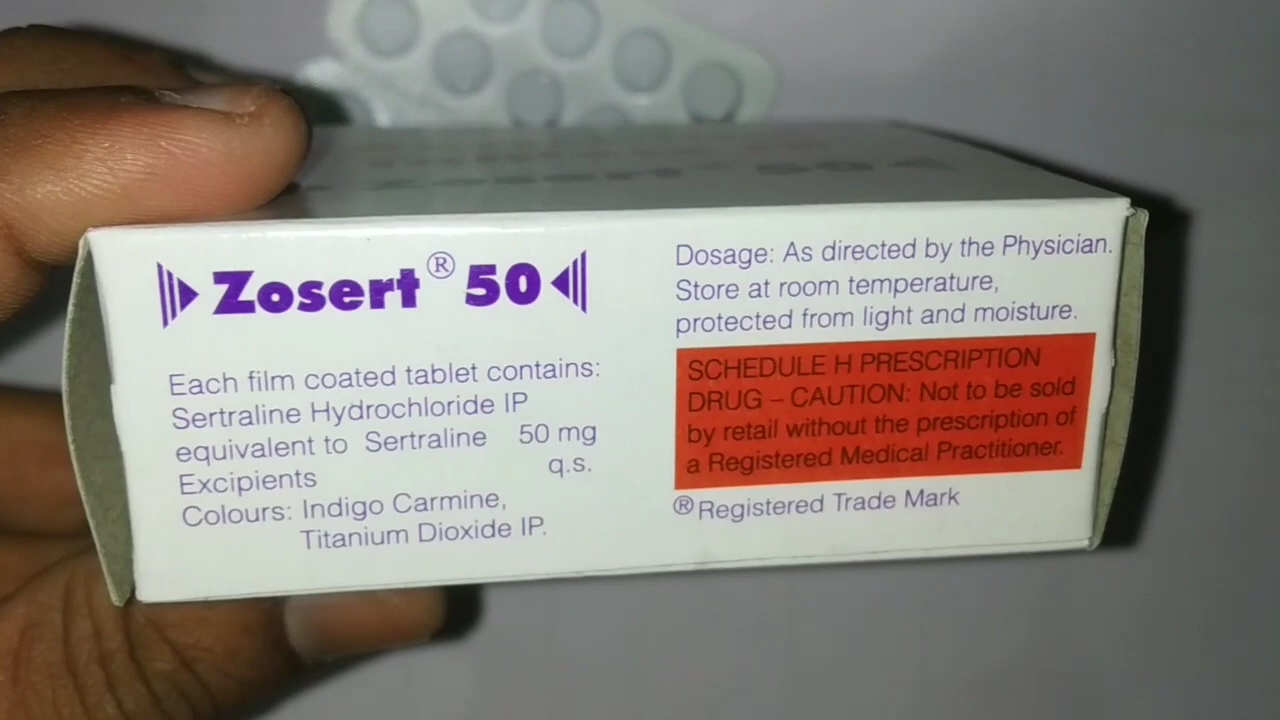 Zosert® 50
Each film coated tablet contains:
Sertraline Hydrochloride IP
equivalent to Sertraline 50 mg
Excipients q.s.
Colours: Indigo Carmine,
Titanium Dioxide IP.
Dosage: As directed by the Physician.
Store at room temperature,
protected from light and moisture.
SCHEDULE H PRESCRIPTION
DRUG – CAUTION: Not to be sold
by retail without the prescription of
a Registered Medical Practitioner.
®Registered Trade Mark
Zosert 50